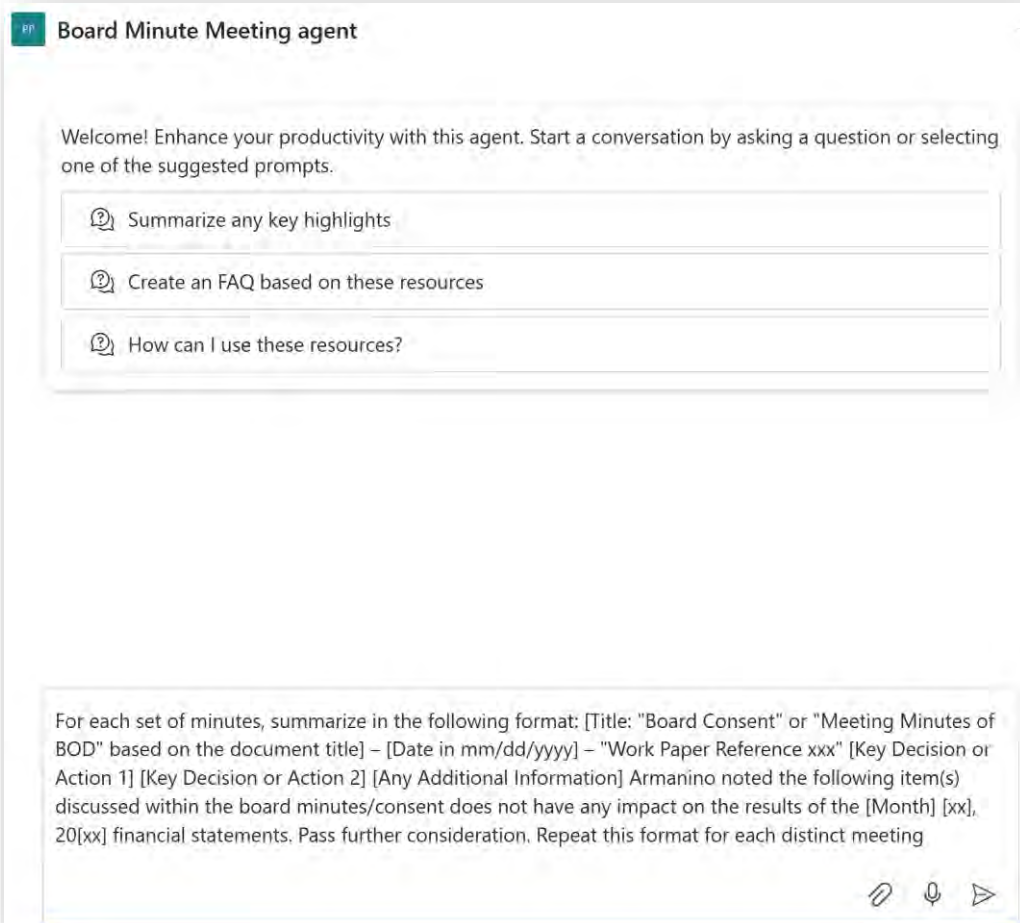 PP
Board Minute Meeting agent
Welcome! Enhance your productivity with this agent. Start a conversation by asking a question or selecting
one of the suggested prompts.
Summarize any key highlights
Create an FAQ based on these resources
How can I use these resources?
For each set of minutes, summarize in the following format: [Title: "Board Consent" or "Meeting Minutes of
BOD" based on the document title] – [Date in mm/dd/yyyy] – "Work Paper Reference xxx" [Key Decision or
Action 1] [Key Decision or Action 2] [Any Additional Information] Armanino noted the following item(s)
discussed within the board minutes/consent does not have any impact on the results of the [Month] [xx],
20[xx] financial statements. Pass further consideration. Repeat this format for each distinct meeting